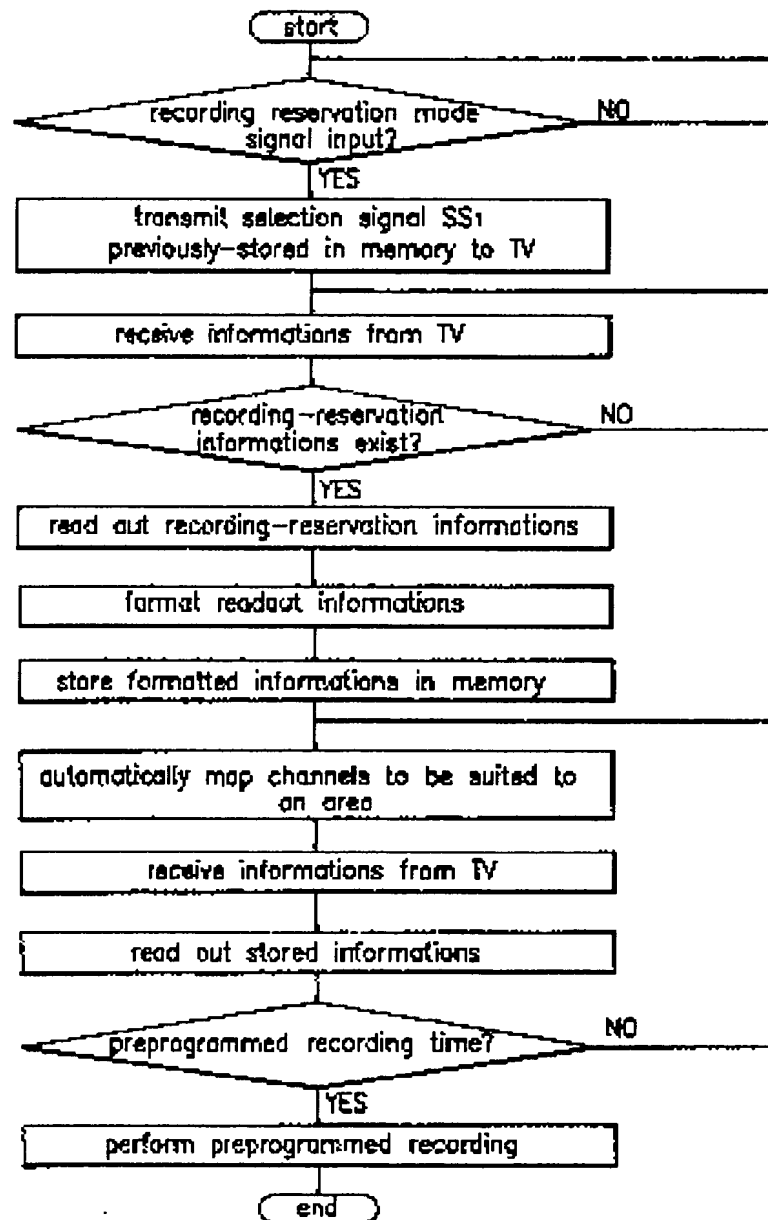 start
recording reservation mode
signal input?
NO
YES
transmit selection signal SS1
previously-stored in memory to TV
receive informations from TV
recording-reservation
informations exist?
NO
YES
read out recording-reservation informations
format readout informations
store formatted informations in memory
automatically map channels to be suited to
an area
receive informations from TV
read out stored informations
preprogrammed recording time?
NO
YES
perform preprogrammed recording
end